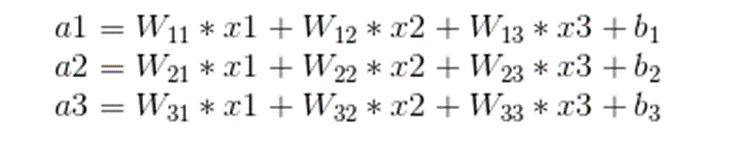 a1 = W₁₁ * x1 + W₁₂ * x2 + W₁₃ * x3 + b₁
a2 = W₂₁ * x1 + W₂₂ * x2 + W₂₃ * x3 + b₂
a3 = W₃₁ * x1 + W₃₂ * x2 + W₃₃ * x3 + b₃